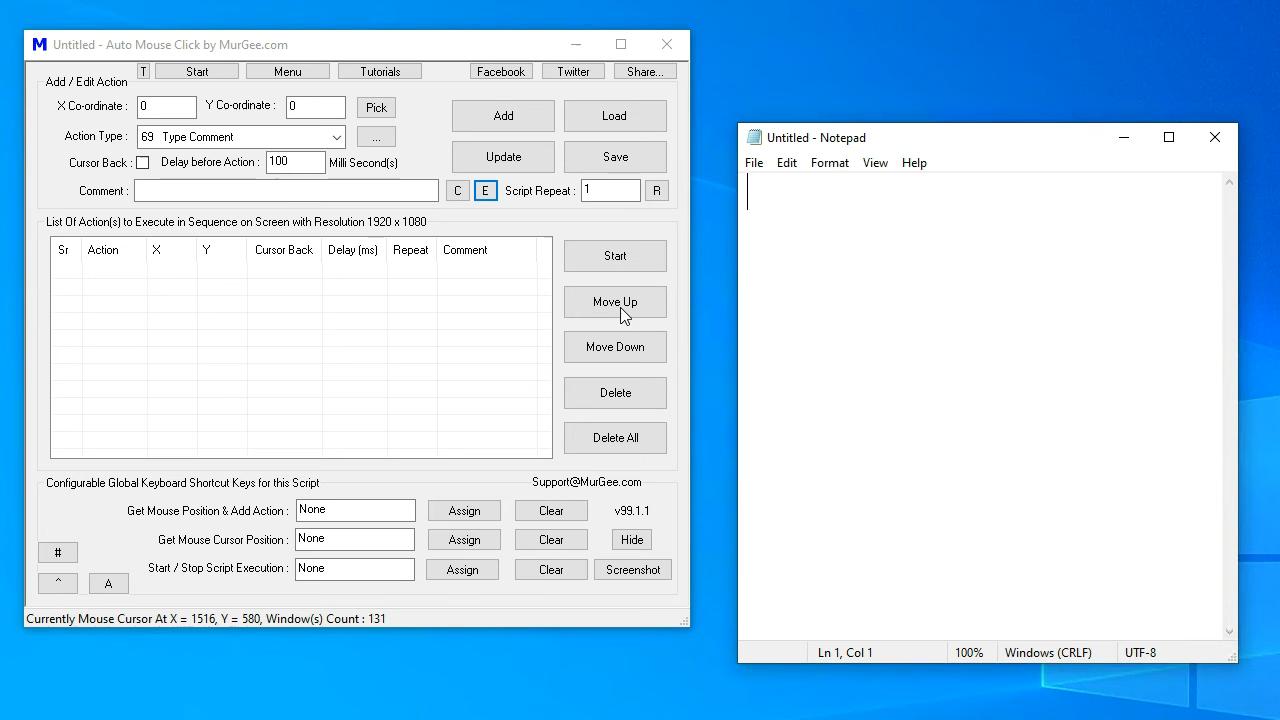 M Untitled - Auto Mouse Click by MurGee.com
T Start Menu Tutorials Facebook Twitter Share...
Add / Edit Action
X Co-ordinate : 0 Y Co-ordinate : 0 Pick
Add Load
Action Type : 69 Type Comment ...
Cursor Back : Delay before Action : 100 Milli Second(s)
Update Save
Comment : C E Script Repeat : 1 R
List Of Action(s) to Execute in Sequence on Screen with Resolution 1920 x 1080
Sr Action X Y Cursor Back Delay (ms) Repeat Comment
Start
Move Up
Move Down
Delete
Delete All
Configurable Global Keyboard Shortcut Keys for this Script Support@MurGee.com
Get Mouse Position & Add Action : None Assign Clear v99.1.1
Get Mouse Cursor Position : None Assign Clear Hide
#
Start / Stop Script Execution : None Assign Clear Screenshot
^ A
Currently Mouse Cursor At X = 1516, Y = 580, Window(s) Count : 131
Untitled - Notepad
File Edit Format View Help
Ln 1, Col 1 100% Windows (CRLF) UTF-8